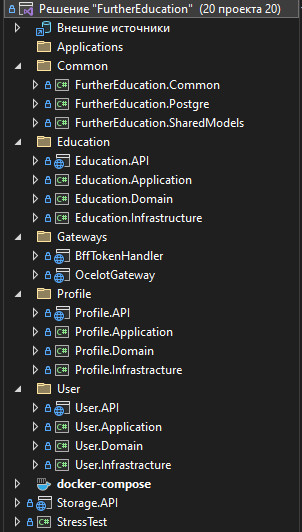 Решение "FurtherEducation" (20 проекта 20)
Внешние источники
Applications
Common
FurtherEducation.Common
FurtherEducation.Postgre
FurtherEducation.SharedModels
Education
Education.API
Education.Application
Education.Domain
Education.Infrastructure
Gateways
BffTokenHandler
OcelotGateway
Profile
Profile.API
Profile.Application
Profile.Domain
Profile.Infrastracture
User
User.API
User.Application
User.Domain
User.Infrastracture
docker-compose
Storage.API
StressTest